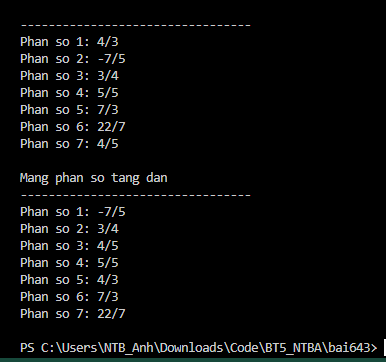 ---------------------------------
Phan so 1: 4/3
Phan so 2: -7/5
Phan so 3: 3/4
Phan so 4: 5/5
Phan so 5: 7/3
Phan so 6: 22/7
Phan so 7: 4/5
Mang phan so tang dan
---------------------------------
Phan so 1: -7/5
Phan so 2: 3/4
Phan so 3: 4/5
Phan so 4: 5/5
Phan so 5: 4/3
Phan so 6: 7/3
Phan so 7: 22/7
PS C:\Users\NTB_Anh\Downloads\Code\BT5_NTBA\bai643>